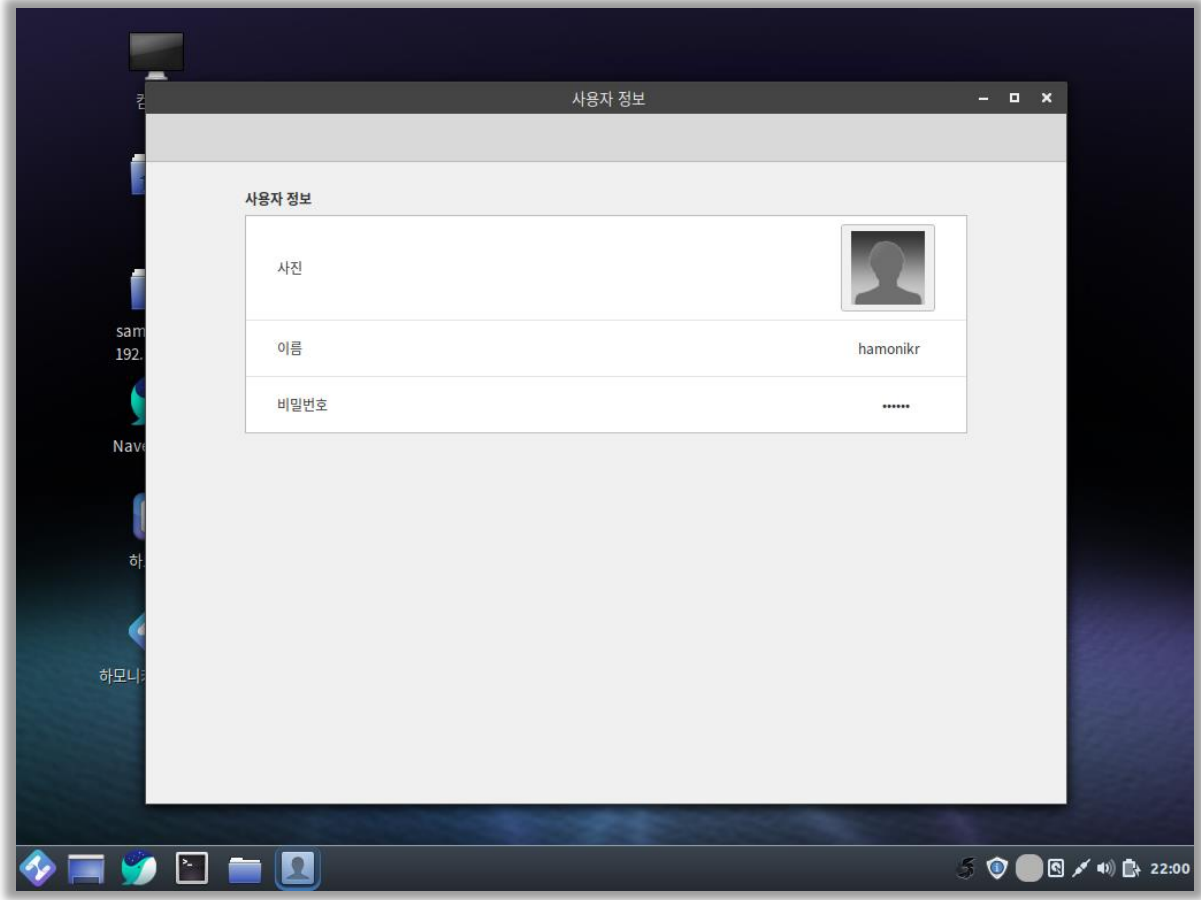 사용자 정보
사용자 정보
사진
이름
hamonikr
비밀번호
••••••
sam
192.
Nave
하
하모니
22:00